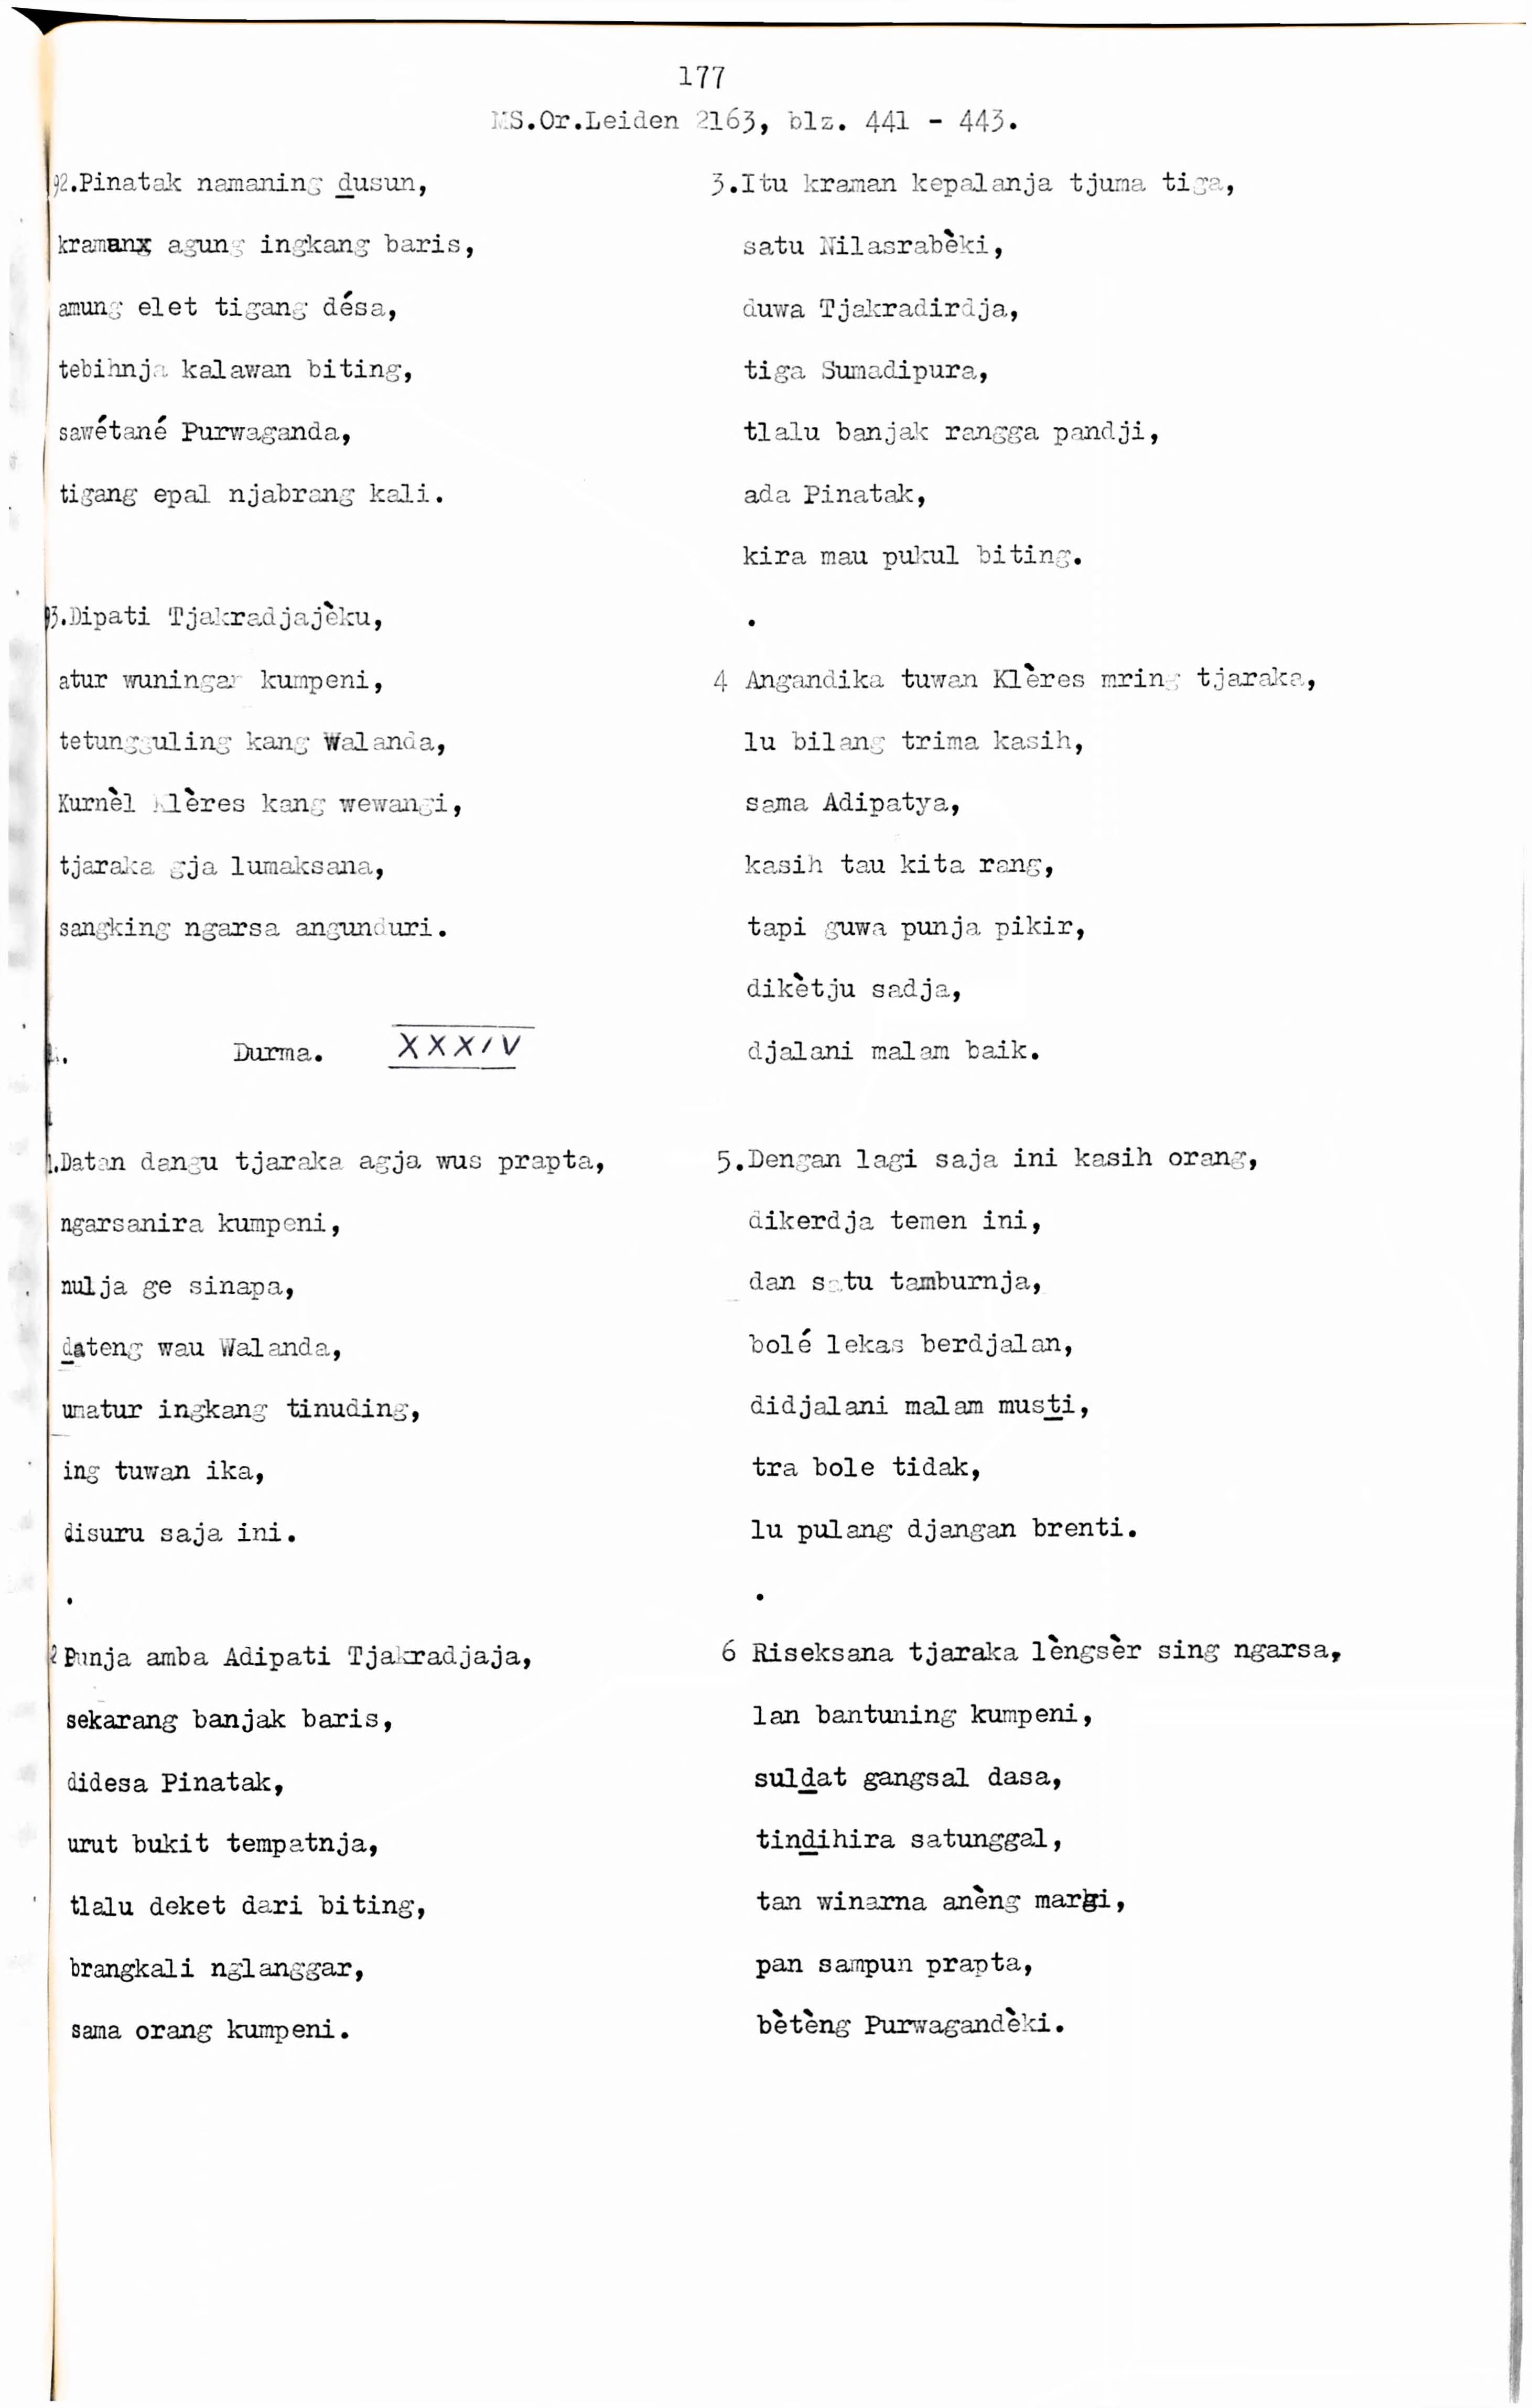 177
MS.Or.Leiden 2163, blz. 441 - 443.
92.Pinatak namaning d̲usun,
kramanx agung ingkang baris,
amung elet tigang désa,
tebihnja kalawan biting,
sawétané Purwaganda,
tigang epal njabrang kali.
93.Dipati Tjakradjajèku,
atur wuningar kumpeni,
tetungguling kang Walanda,
Kurnèl Klères kang wewangi,
tjaraka gja lumaksana,
sangking ngarsa angunduri.
Durma. XXXIV
1.Datan dangu tjaraka agja wus prapta,
ngarsanira kumpeni,
nulja ge sinapa,
d̲ateng wau Walanda,
umatur ingkang tinuding,
ing tuwan ika,
disuru saja ini.
.
2 Punja amba Adipati Tjakradjaja,
sekarang banjak baris,
didesa Pinatak,
urut bukit tempatnja,
tlalu deket dari biting,
brangkali nglanggar,
sama orang kumpeni.
3.Itu kraman kepalanja tjuma tiga,
satu Nilasrabèki,
duwa Tjakradirdja,
tiga Sumadipura,
tlalu banjak rangga pandji,
ada Pinatak,
kira mau pukul biting.
.
4 Angandika tuwan Klères mring tjaraka,
lu bilang trima kasih,
sama Adipatya,
kasih tau kita rang,
tapi guwa punja pikir,
dikètju sadja,
djalani malam baik.
5.Dengan lagi saja ini kasih orang,
dikerdja temen ini,
dan satu tamburnja,
bolé lekas berdjalan,
didjalani malam must̲i,
tra bole tidak,
lu pulang djangan brenti.
.
6 Riseksana tjaraka lèngsèr sing ngarsa,
lan bantuning kumpeni,
suld̲at gangsal dasa,
tind̲ihira satunggal,
tan winarna anèng margi,
pan sampun prapta,
bètèng Purwagandèki.